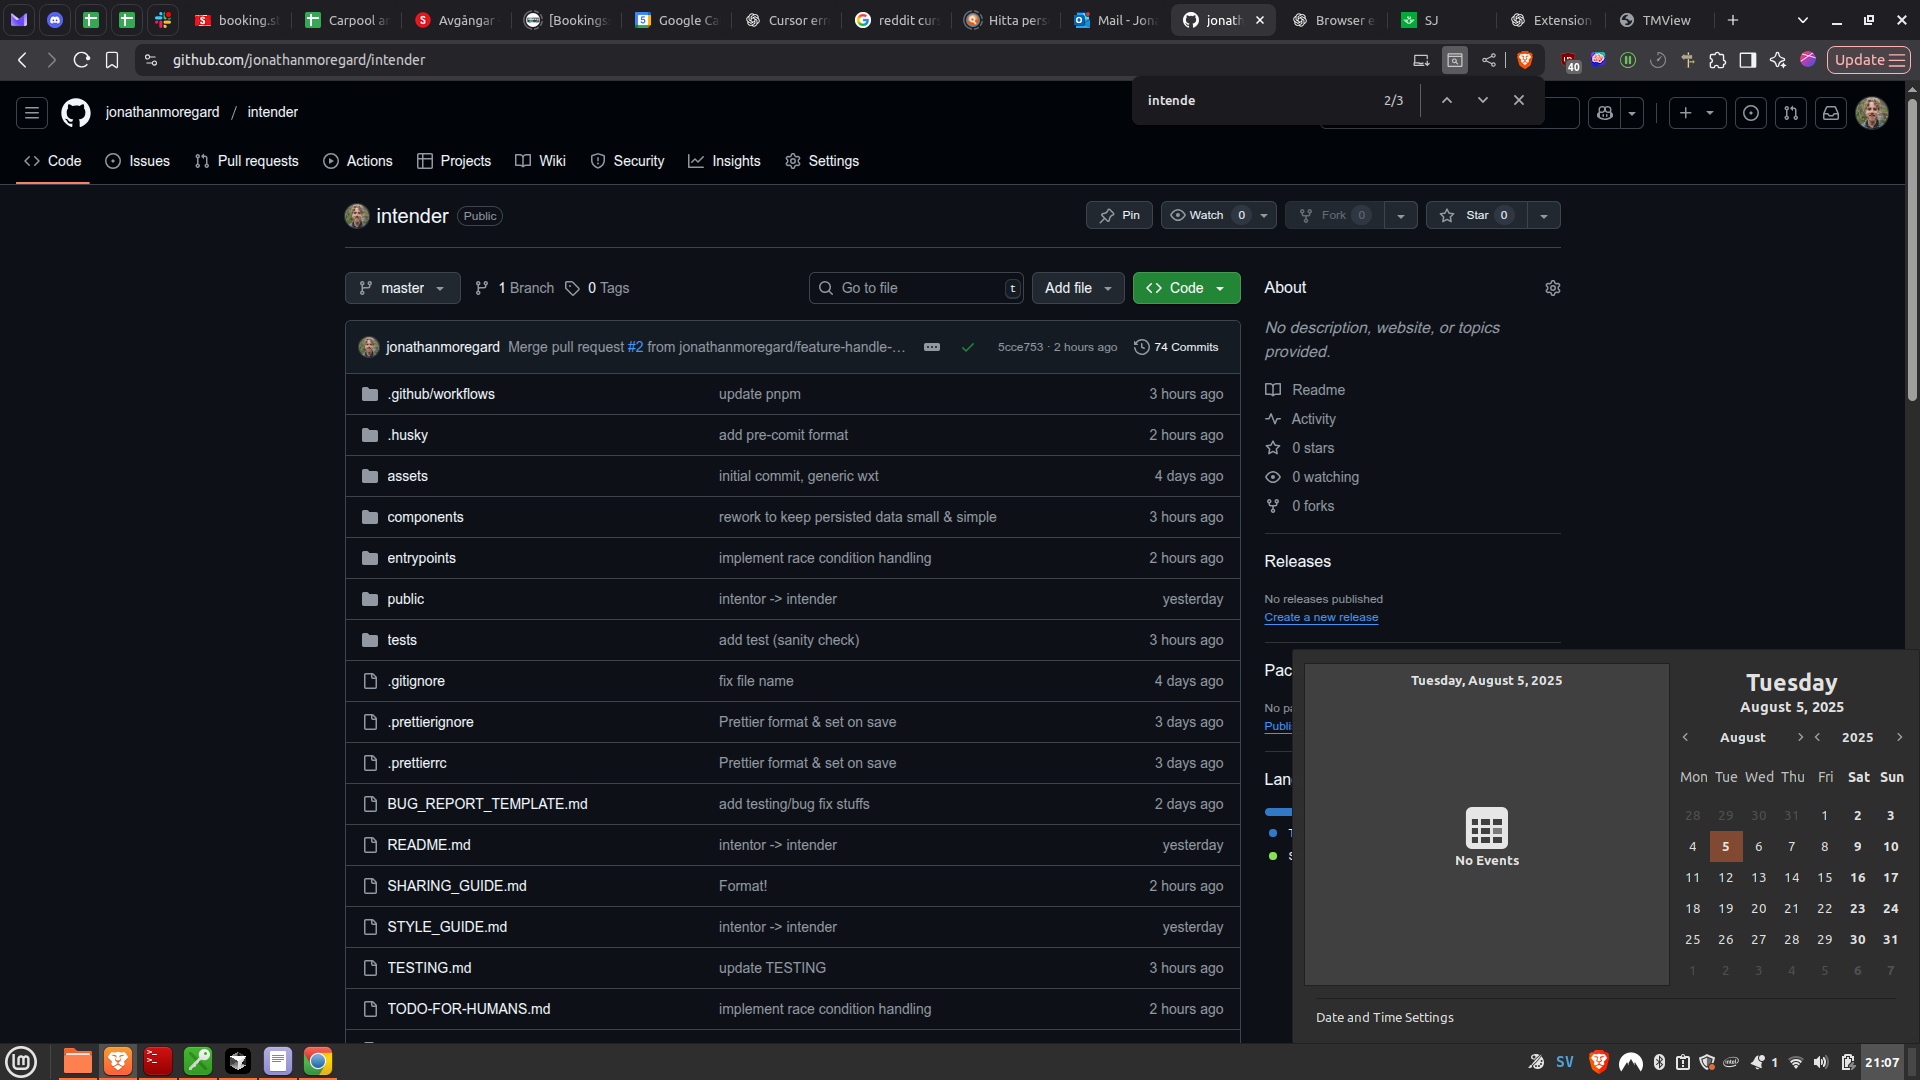 booking.s
Carpool a
Avgångar
[Bookings
Google Ca
Cursor err
reddit cur
Hitta pers
Mail - Jona
jonath
Browser e
SJ
Extension
TMView
github.com/jonathanmoregard/intender
40
Update
intende 2/3
jonathanmoregard / intender
Code
Issues
Pull requests
Actions
Projects
Wiki
Security
Insights
Settings
intender Public
Pin
Watch 0
Fork 0
Star 0
master
1 Branch
0 Tags
Go to file t
Add file
Code
jonathanmoregard Merge pull request #2 from jonathanmoregard/feature-handle-… 5cce753 · 2 hours ago 74 Commits
.github/workflows update pnpm 3 hours ago
.husky add pre-comit format 2 hours ago
assets initial commit, generic wxt 4 days ago
components rework to keep persisted data small & simple 3 hours ago
entrypoints implement race condition handling 2 hours ago
public intentor -> intender yesterday
tests add test (sanity check) 3 hours ago
.gitignore fix file name 4 days ago
.prettierignore Prettier format & set on save 3 days ago
.prettierrc Prettier format & set on save 3 days ago
BUG_REPORT_TEMPLATE.md add testing/bug fix stuffs 2 days ago
README.md intentor -> intender yesterday
SHARING_GUIDE.md Format! 2 hours ago
STYLE_GUIDE.md intentor -> intender yesterday
TESTING.md update TESTING 3 hours ago
TODO-FOR-HUMANS.md implement race condition handling 2 hours ago
About
No description, website, or topics
provided.
Readme
Activity
0 stars
0 watching
0 forks
Releases
No releases published
Create a new release
Pac
No pa
Publi
Lan
Tuesday, August 5, 2025
No Events
Tuesday
August 5, 2025
August 2025
Mon Tue Wed Thu Fri Sat Sun
28 29 30 31 1 2 3
4 5 6 7 8 9 10
11 12 13 14 15 16 17
18 19 20 21 22 23 24
25 26 27 28 29 30 31
1 2 3 4 5 6 7
Date and Time Settings
SV
1
21:07